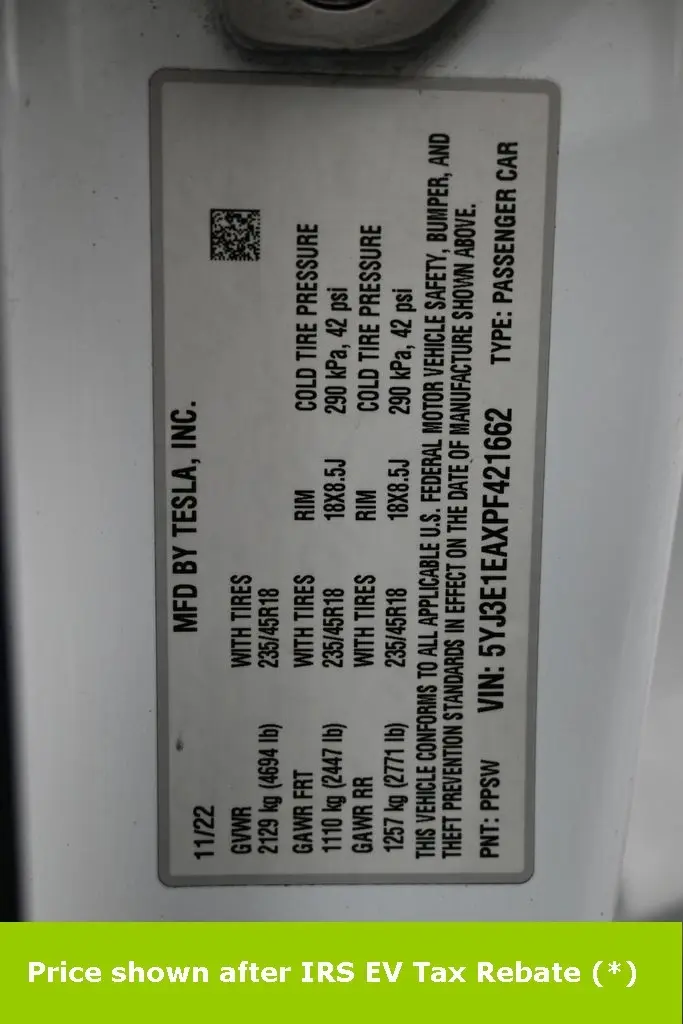 11/22 MFD BY TESLA, INC.
GVWR WITH TIRES
2129 kg (4694 lb) 235/45R18
GAWR FRT WITH TIRES RIM COLD TIRE PRESSURE
1110 kg (2447 lb) 235/45R18 18X8.5J 290 kPa, 42 psi
GAWR RR WITH TIRES RIM COLD TIRE PRESSURE
1257 kg (2771 lb) 235/45R18 18X8.5J 290 kPa, 42 psi
THIS VEHICLE CONFORMS TO ALL APPLICABLE U.S. FEDERAL MOTOR VEHICLE SAFETY, BUMPER, AND
THEFT PREVENTION STANDARDS IN EFFECT ON THE DATE OF MANUFACTURE SHOWN ABOVE.
PNT: PPSW VIN: 5YJ3E1EAXPF421662 TYPE: PASSENGER CAR
Price shown after IRS EV Tax Rebate (*)